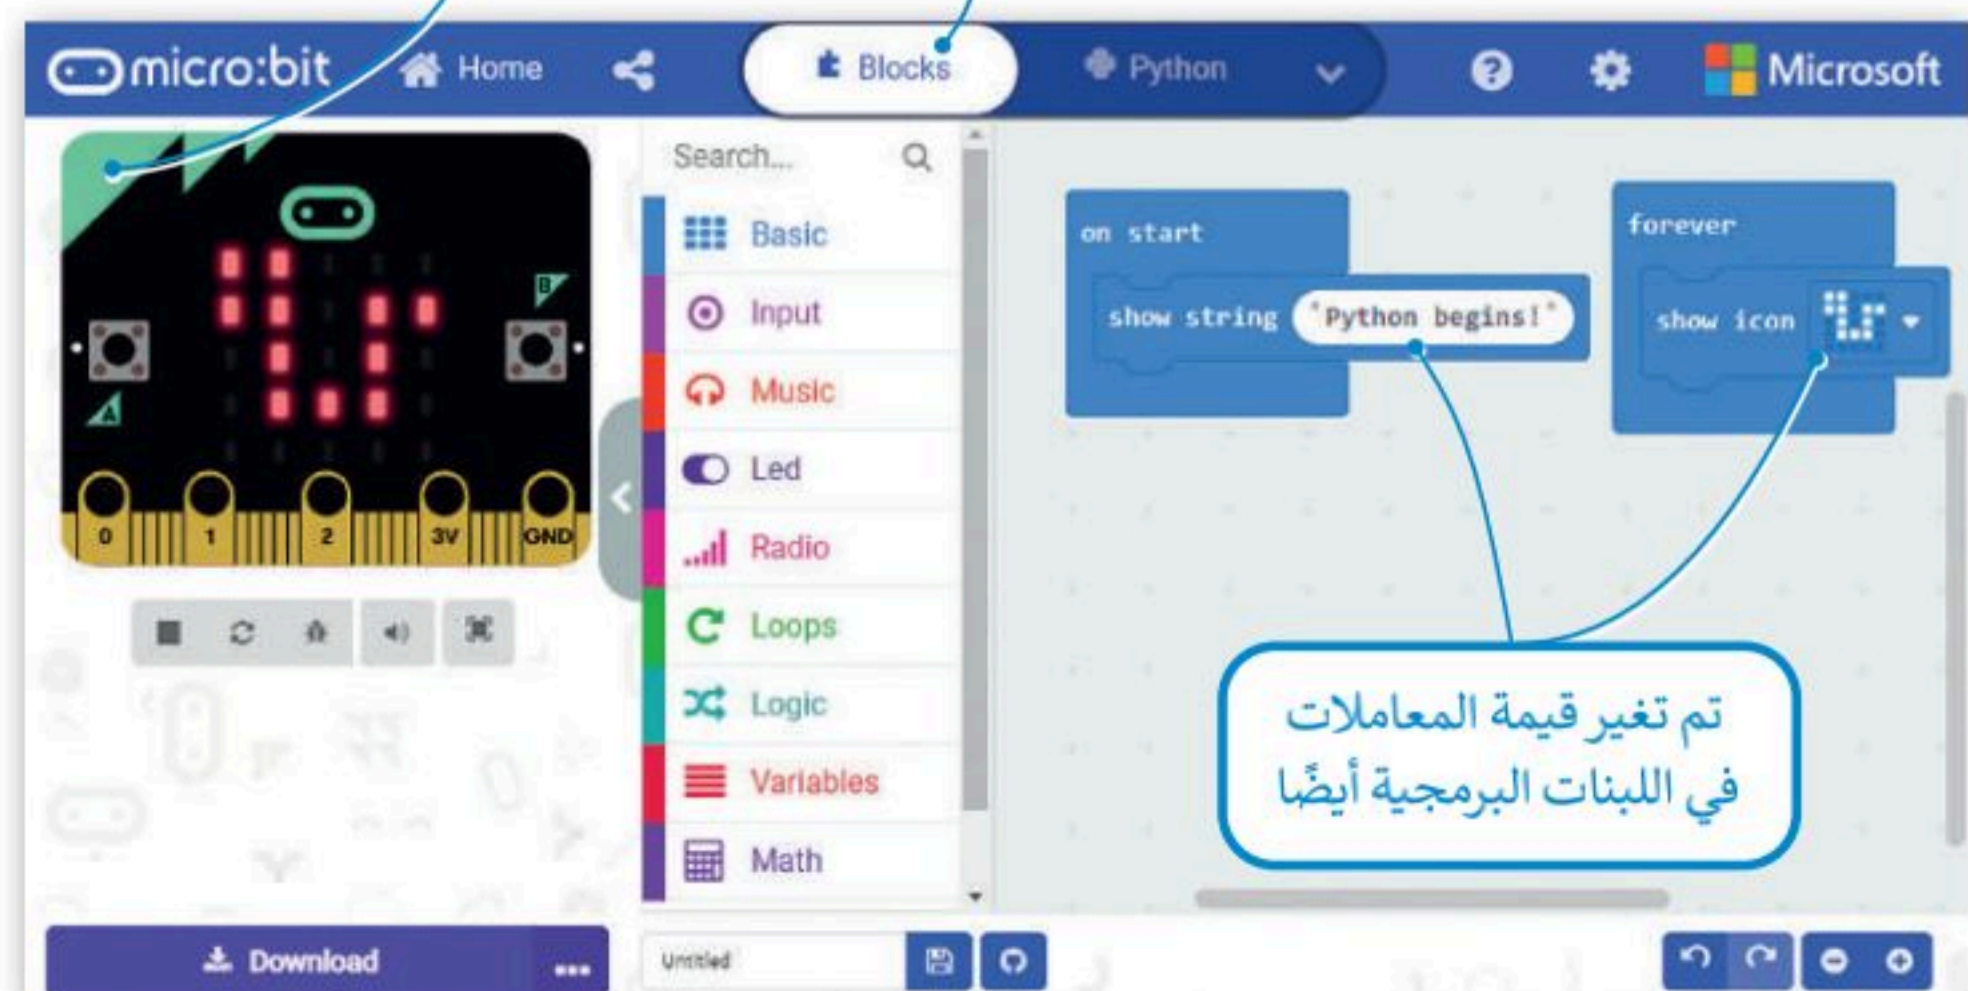 micro:bit Home Blocks Python Microsoft
Search...
Basic
Input
Music
Led
Radio
Loops
Logic
Variables
Math
B
A
0 1 2 3V GND
on start
show string "Python begins!"
forever
show icon
تم تغير قيمة المعاملات
في اللبنات البرمجية أيضًا
Download ...
Untitled